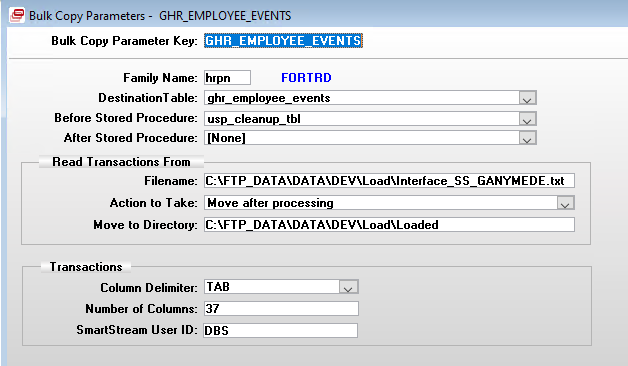 Bulk Copy Parameters -  GHR_EMPLOYEE_EVENTS
Bulk Copy Parameter Key: GHR_EMPLOYEE_EVENTS
Family Name: hrpn FORTRD
DestinationTable: ghr_employee_events
Before Stored Procedure: usp_cleanup_tbl
After Stored Procedure: [None]
Read Transactions From
Filename: C:\FTP_DATA\DATA\DEV\Load\Interface_SS_GANYMEDE.txt
Action to Take: Move after processing
Move to Directory: C:\FTP_DATA\DATA\DEV\Load\Loaded
Transactions
Column Delimiter: TAB
Number of Columns: 37
SmartStream User ID: DBS